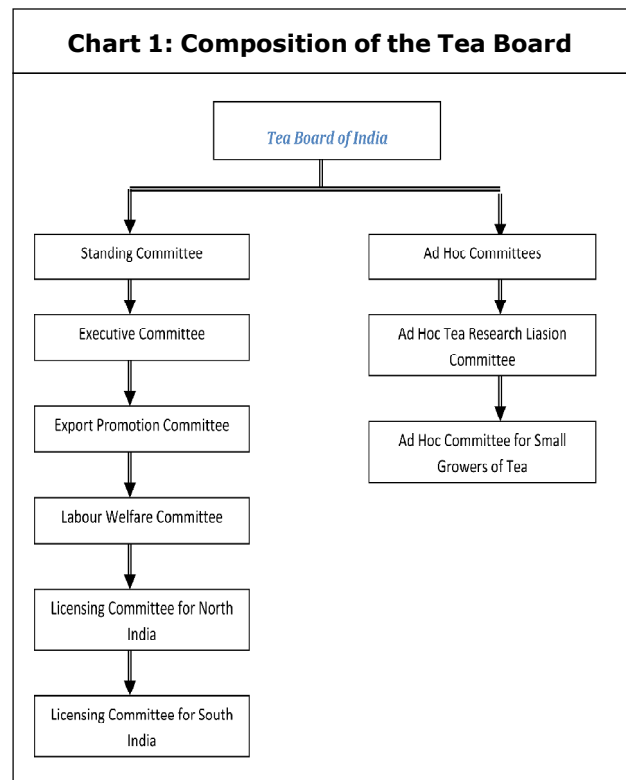 Chart 1: Composition of the Tea Board
Tea Board of India
Standing Committee
Executive Committee
Export Promotion Committee
Labour Welfare Committee
Licensing Committee for North
India
Licensing Committee for South
India
Ad Hoc Committees
Ad Hoc Tea Research Liasion
Committee
Ad Hoc Committee for Small
Growers of Tea